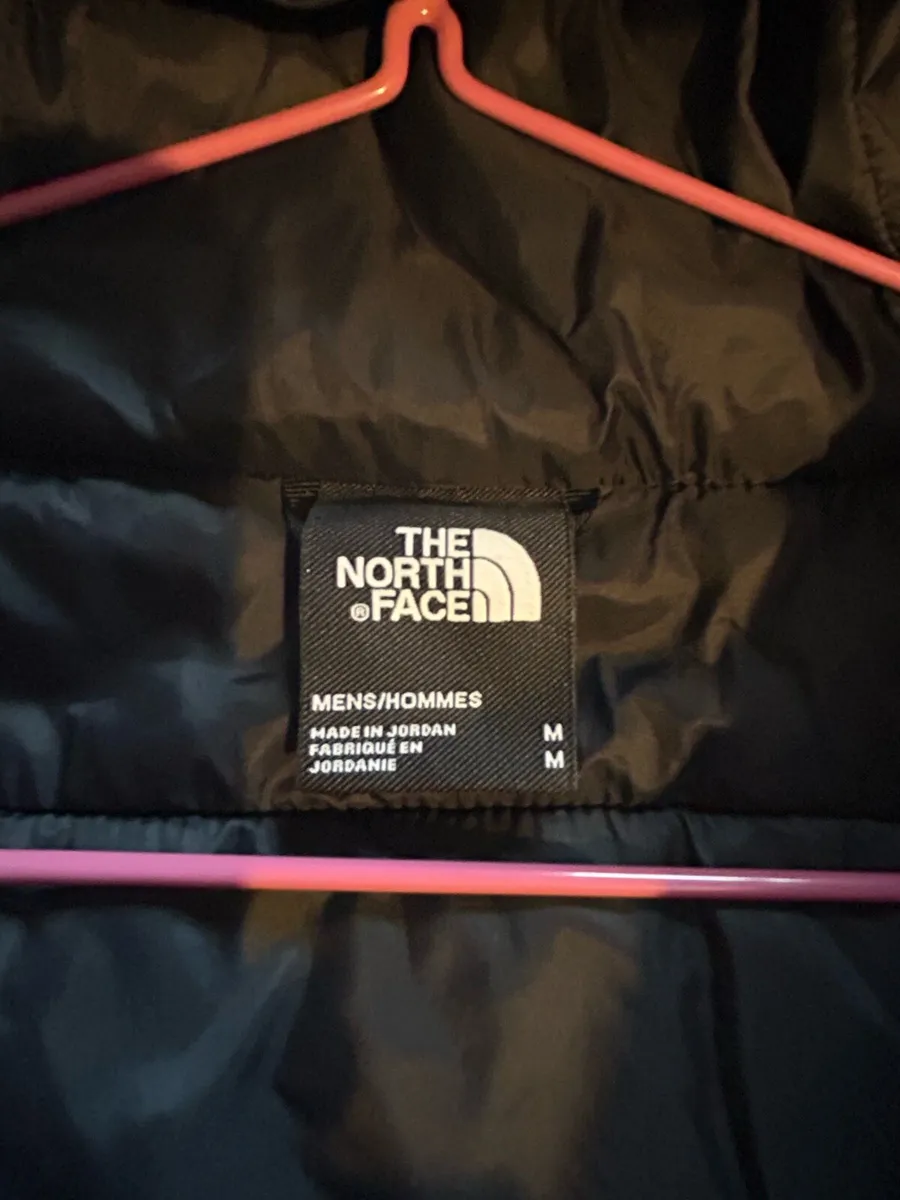 THE
NORTH
®FACE
MENS/HOMMES
MADE IN JORDAN M
FABRIQUÉ EN M
JORDANIE